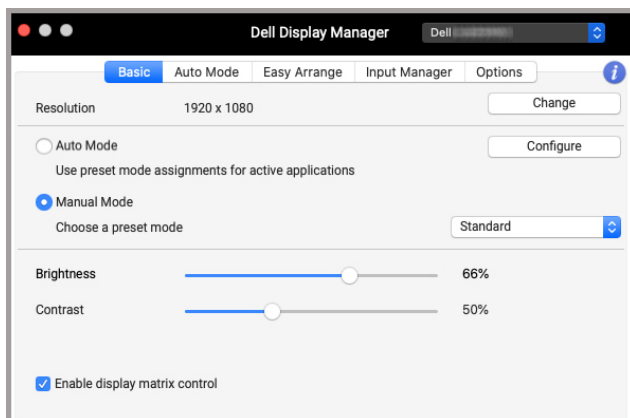 Dell Display Manager
Dell
Basic Auto Mode Easy Arrange Input Manager Options i
Resolution 1920 x 1080 Change
Auto Mode Configure
Use preset mode assignments for active applications
Manual Mode
Choose a preset mode Standard
Brightness 66%
Contrast 50%
Enable display matrix control